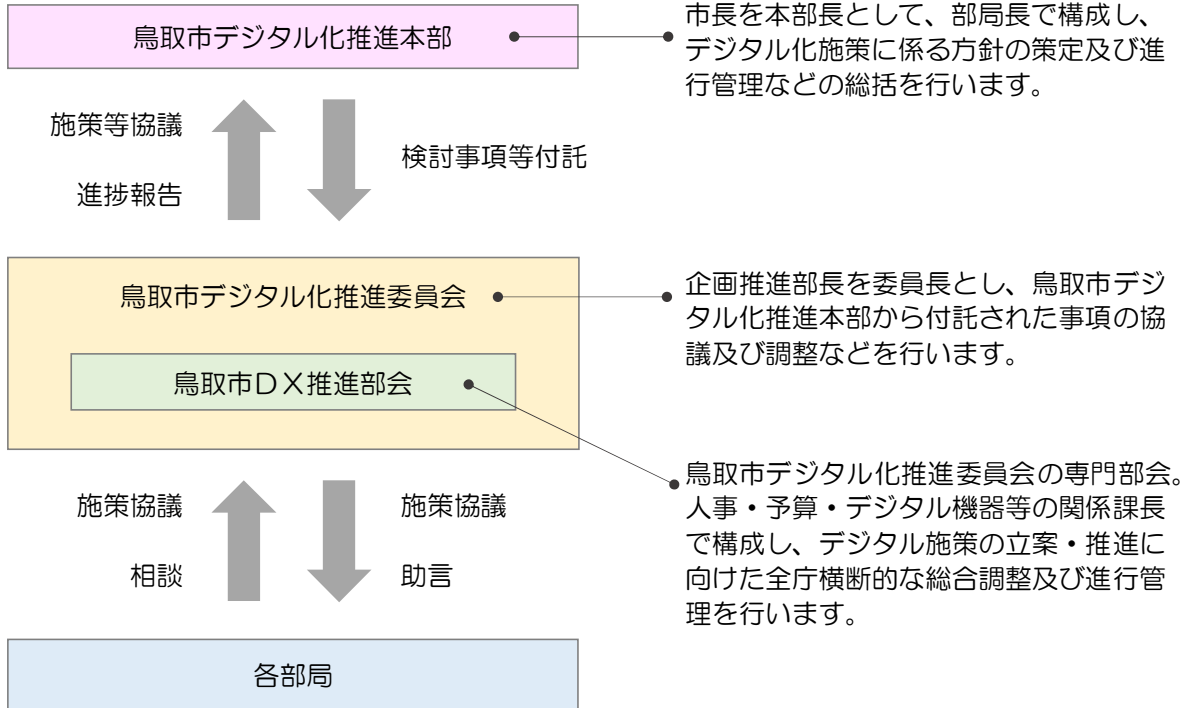 鳥取市デジタル化推進本部
市長を本部長として、部局長で構成し、
デジタル化施策に係る方針の策定及び進
行管理などの総括を行います。
施策等協議
進捗報告
検討事項等付託
鳥取市デジタル化推進委員会
企画推進部長を委員長とし、鳥取市デジ
タル化推進本部から付託された事項の協
議及び調整などを行います。
鳥取市DX推進部会
鳥取市デジタル化推進委員会の専門部会。
人事・予算・デジタル機器等の関係課長
で構成し、デジタル施策の立案・推進に
向けた全庁横断的な総合調整及び進行管
理を行います。
施策協議
相談
施策協議
助言
各部局